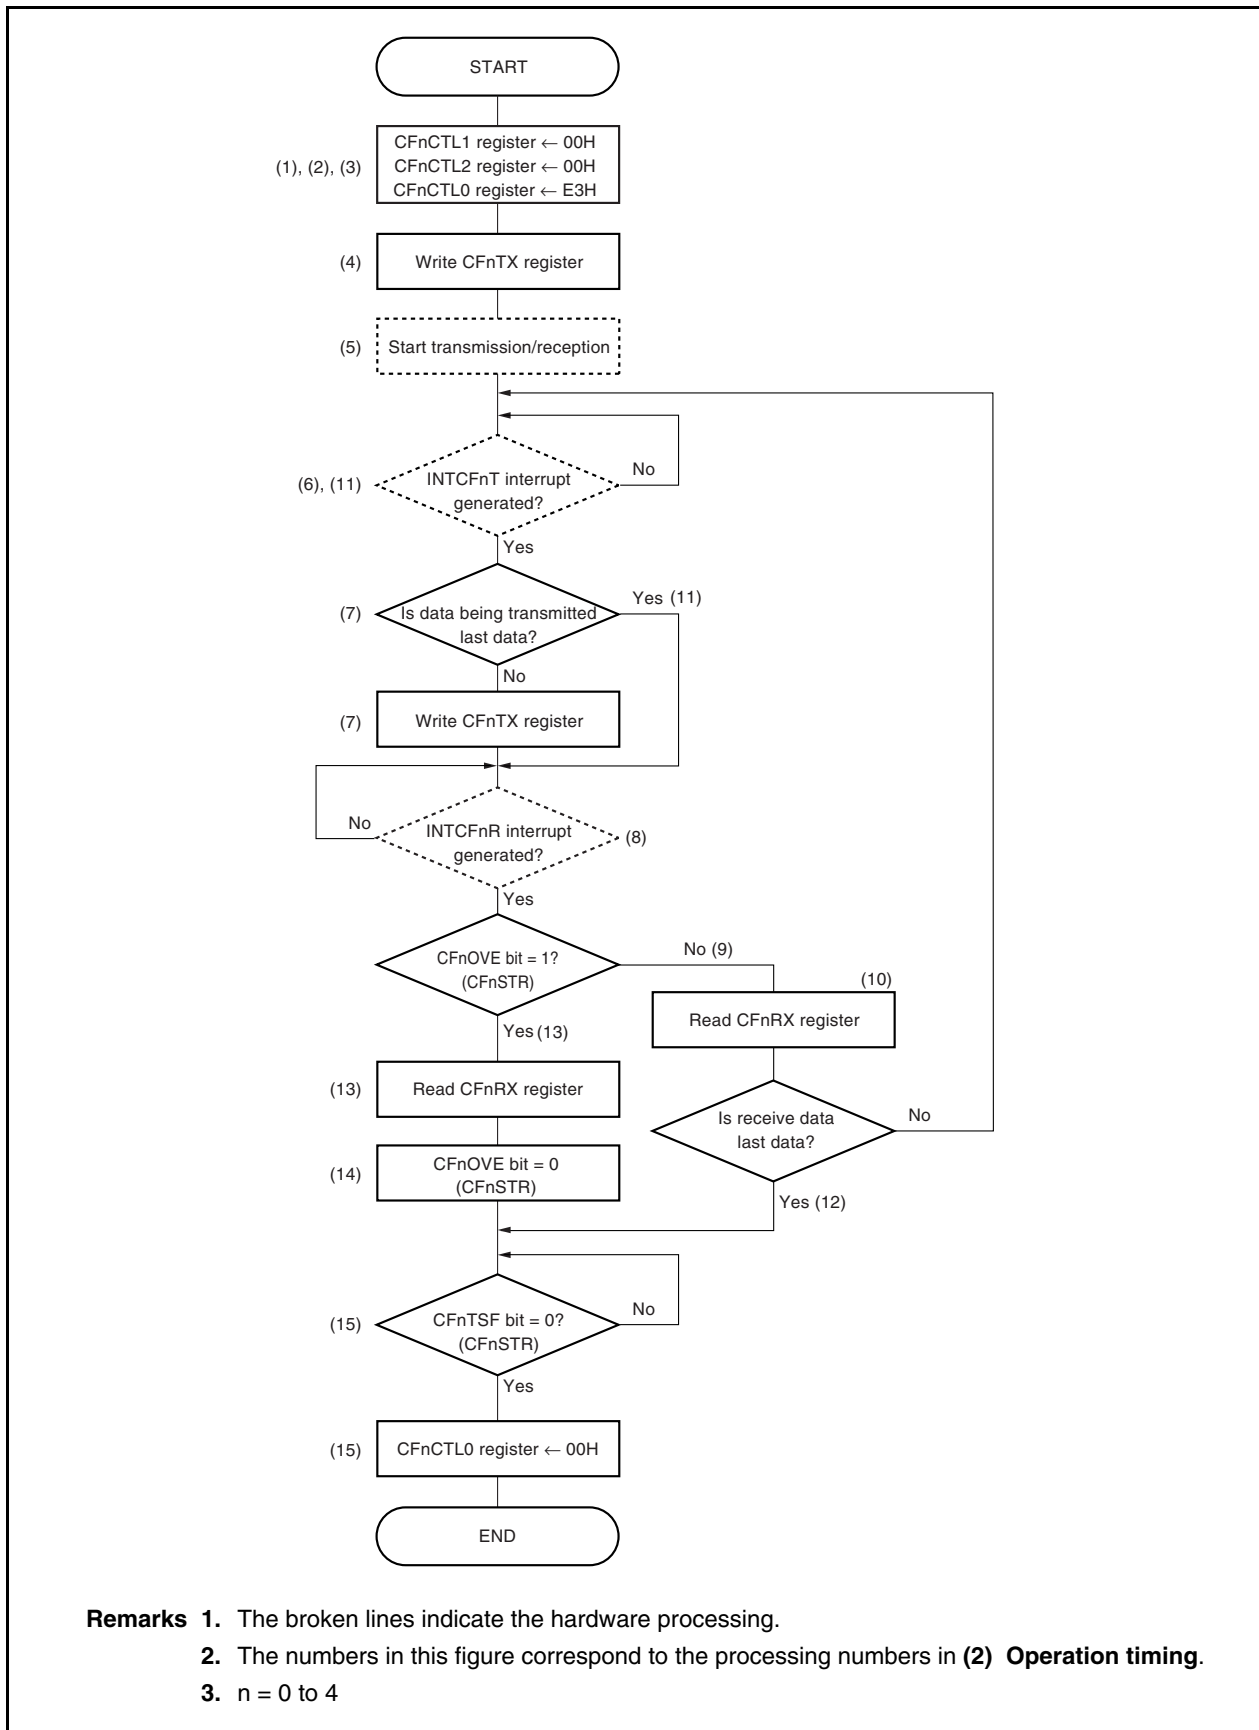 START
CFnCTL1 register ← 00H
(1), (2), (3)
CFnCTL2 register ← 00H
CFnCTL0 register ← E3H
(4)
Write CFnTX register
(5)
Start transmission/reception
(6), (11)
INTCFnT interrupt
generated?
No
Yes
(7)
Is data being transmitted
last data?
Yes (11)
No
(7)
Write CFnTX register
No
INTCFnR interrupt
generated?
(8)
Yes
CFnOVE bit = 1?
(CFnSTR)
No (9)
(10)
Read CFnRX register
Yes (13)
(13)
Read CFnRX register
Is receive data
last data?
No
(14)
CFnOVE bit = 0
(CFnSTR)
Yes (12)
(15)
CFnTSF bit = 0?
(CFnSTR)
No
Yes
(15)
CFnCTL0 register ← 00H
END
Remarks 1. The broken lines indicate the hardware processing.
2. The numbers in this figure correspond to the processing numbers in (2) Operation timing.
3. n = 0 to 4